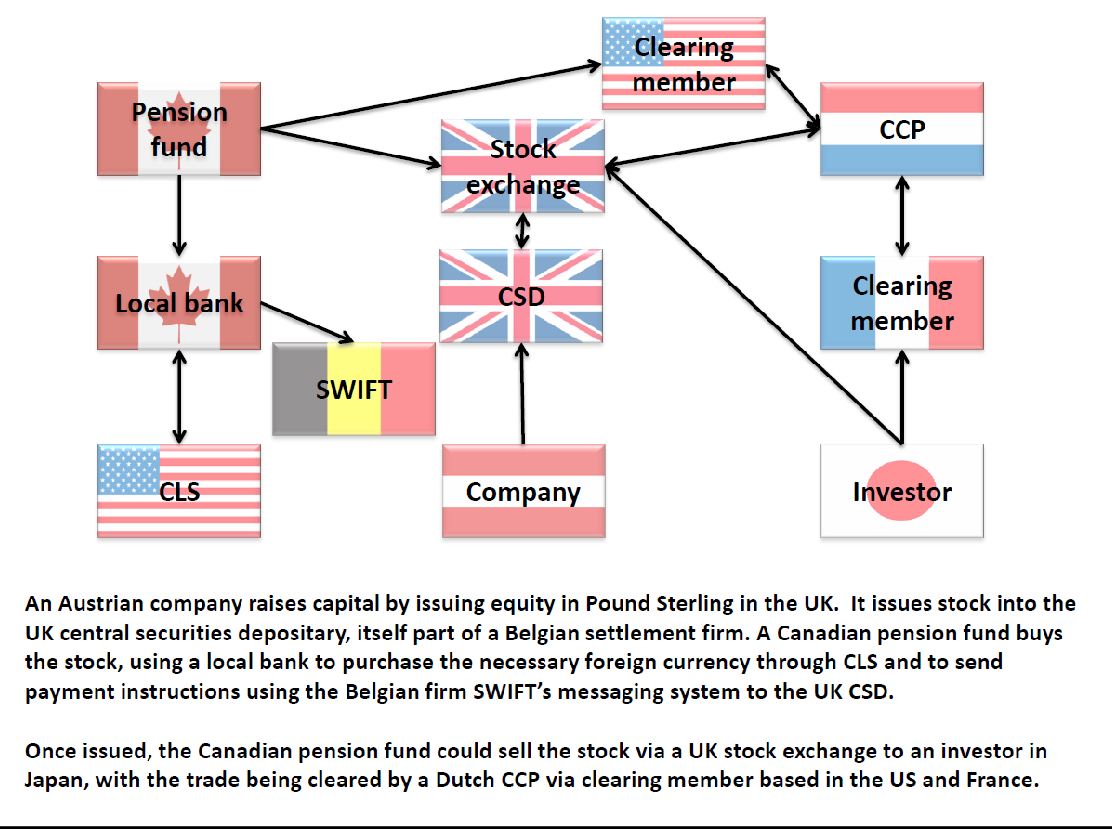 Clearing
member
Pension
fund
CCP
Stock
exchange
Clearing
member
CSD
Local bank
SWIFT
CLS
Company
Investor
An Austrian company raises capital by issuing equity in Pound Sterling in the UK.  It issues stock into the
UK central securities depositary, itself part of a Belgian settlement firm. A Canadian pension fund buys
the stock, using a local bank to purchase the necessary foreign currency through CLS and to send
payment instructions using the Belgian firm SWIFT’s messaging system to the UK CSD.
Once issued, the Canadian pension fund could sell the stock via a UK stock exchange to an investor in
Japan, with the trade being cleared by a Dutch CCP via clearing member based in the US and France.